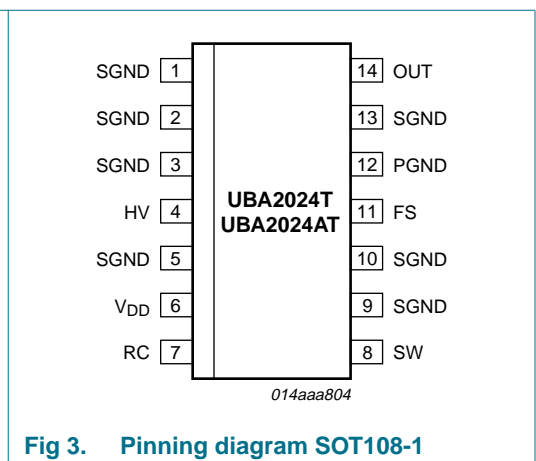 SGND 1
14 OUT
SGND 2
13 SGND
SGND 3
12 PGND
HV 4
UBA2024T
UBA2024AT
11 FS
SGND 5
10 SGND
VDD 6
9 SGND
RC 7
8 SW
014aaa804
Fig 3. Pinning diagram SOT108-1